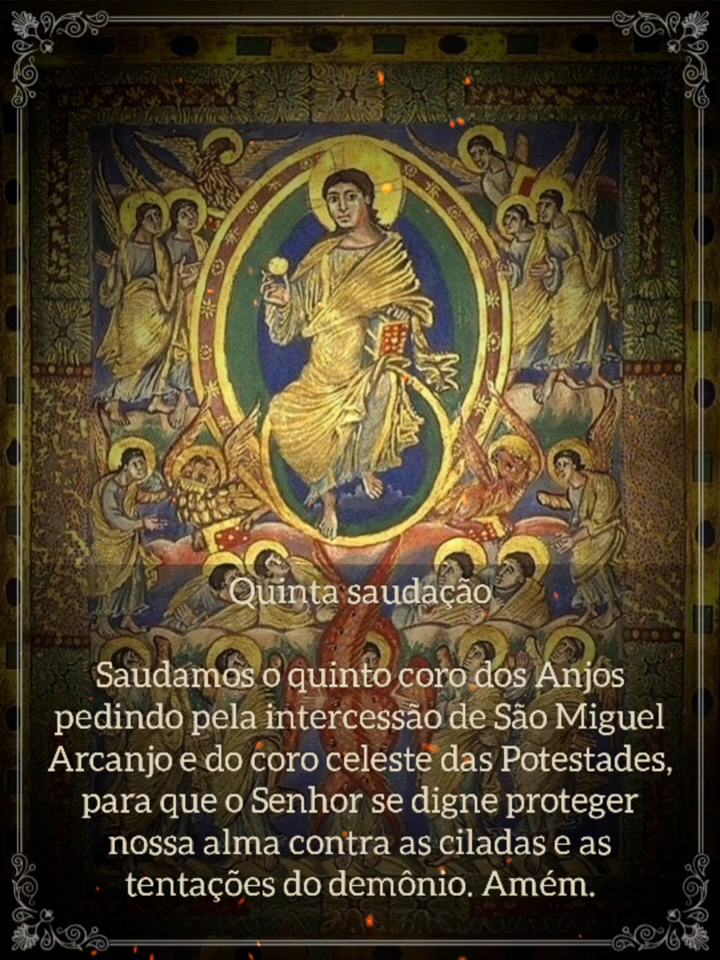 Quinta saudação
Saudamos o quinto coro dos Anjos
pedindo pela intercessão de São Miguel
Arcanjo e do coro celeste das Potestades,
para que o Senhor se digne proteger
nossa alma contra as ciladas e as
tentações do demônio. Amém.